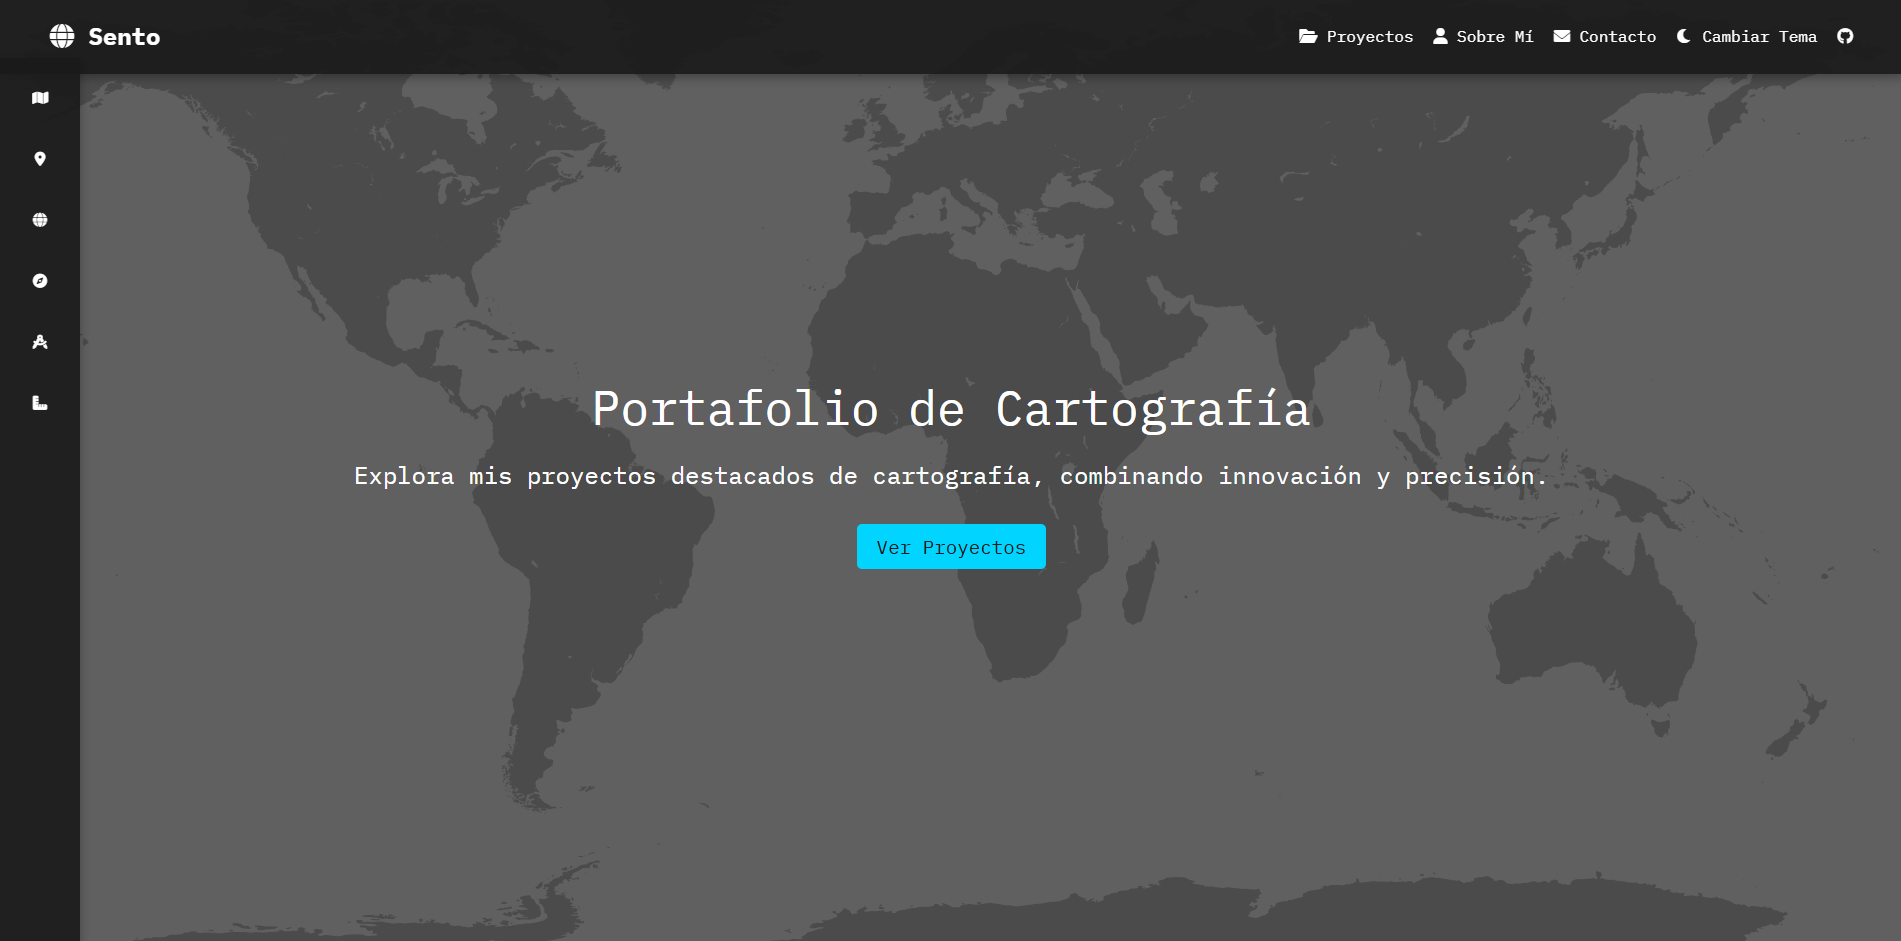 Sento
Proyectos
Sobre Mí
Contacto
Cambiar Tema
Portafolio de Cartografía
Explora mis proyectos destacados de cartografía, combinando innovación y precisión.
Ver Proyectos